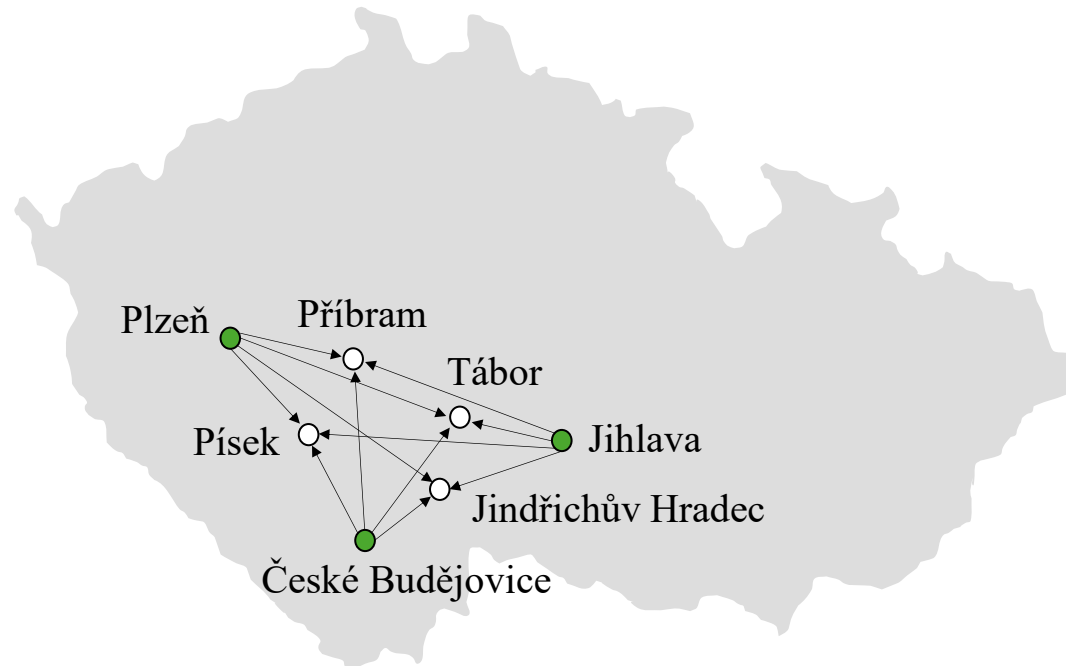 Plzeň
Příbram
Tábor
Písek
Jihlava
Jindřichův Hradec
České Budějovice